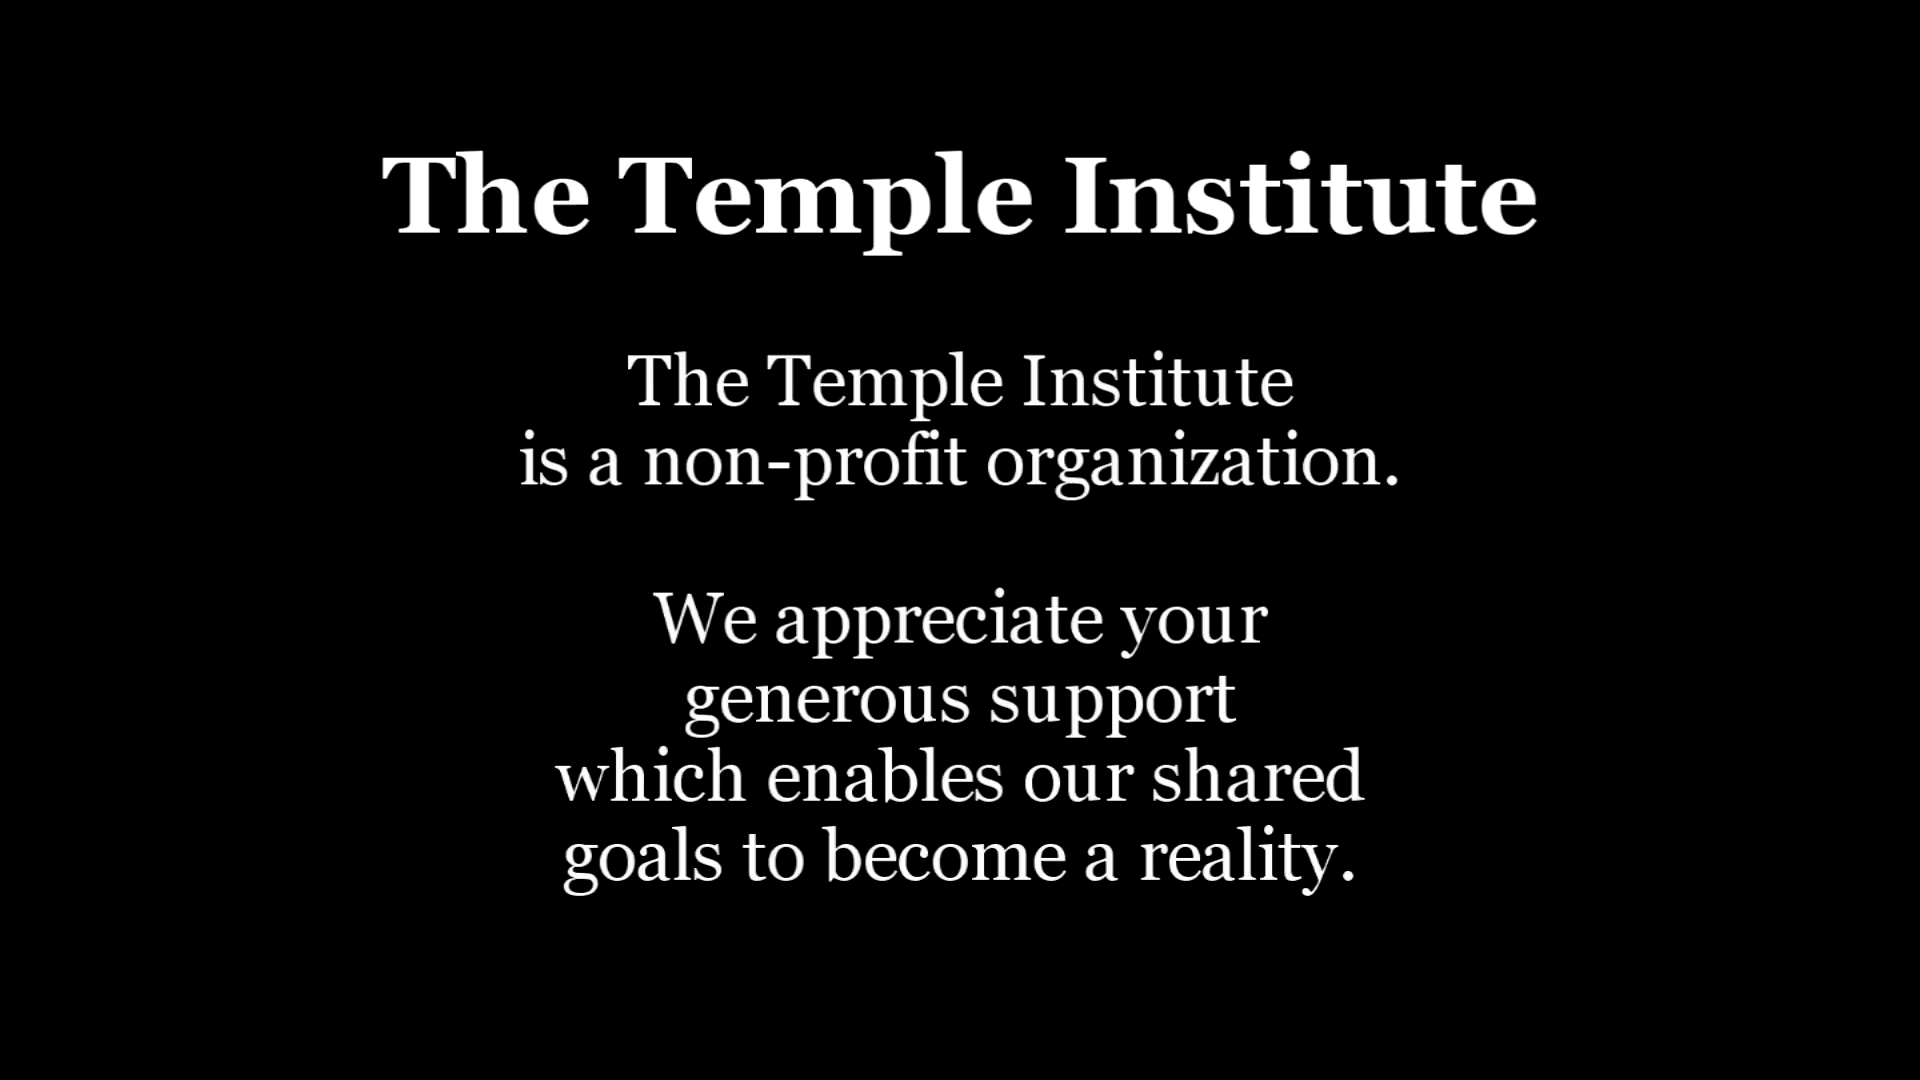 The Temple Institute
The Temple Institute
is a non-profit organization.
We appreciate your
generous support
which enables our shared
goals to become a reality.